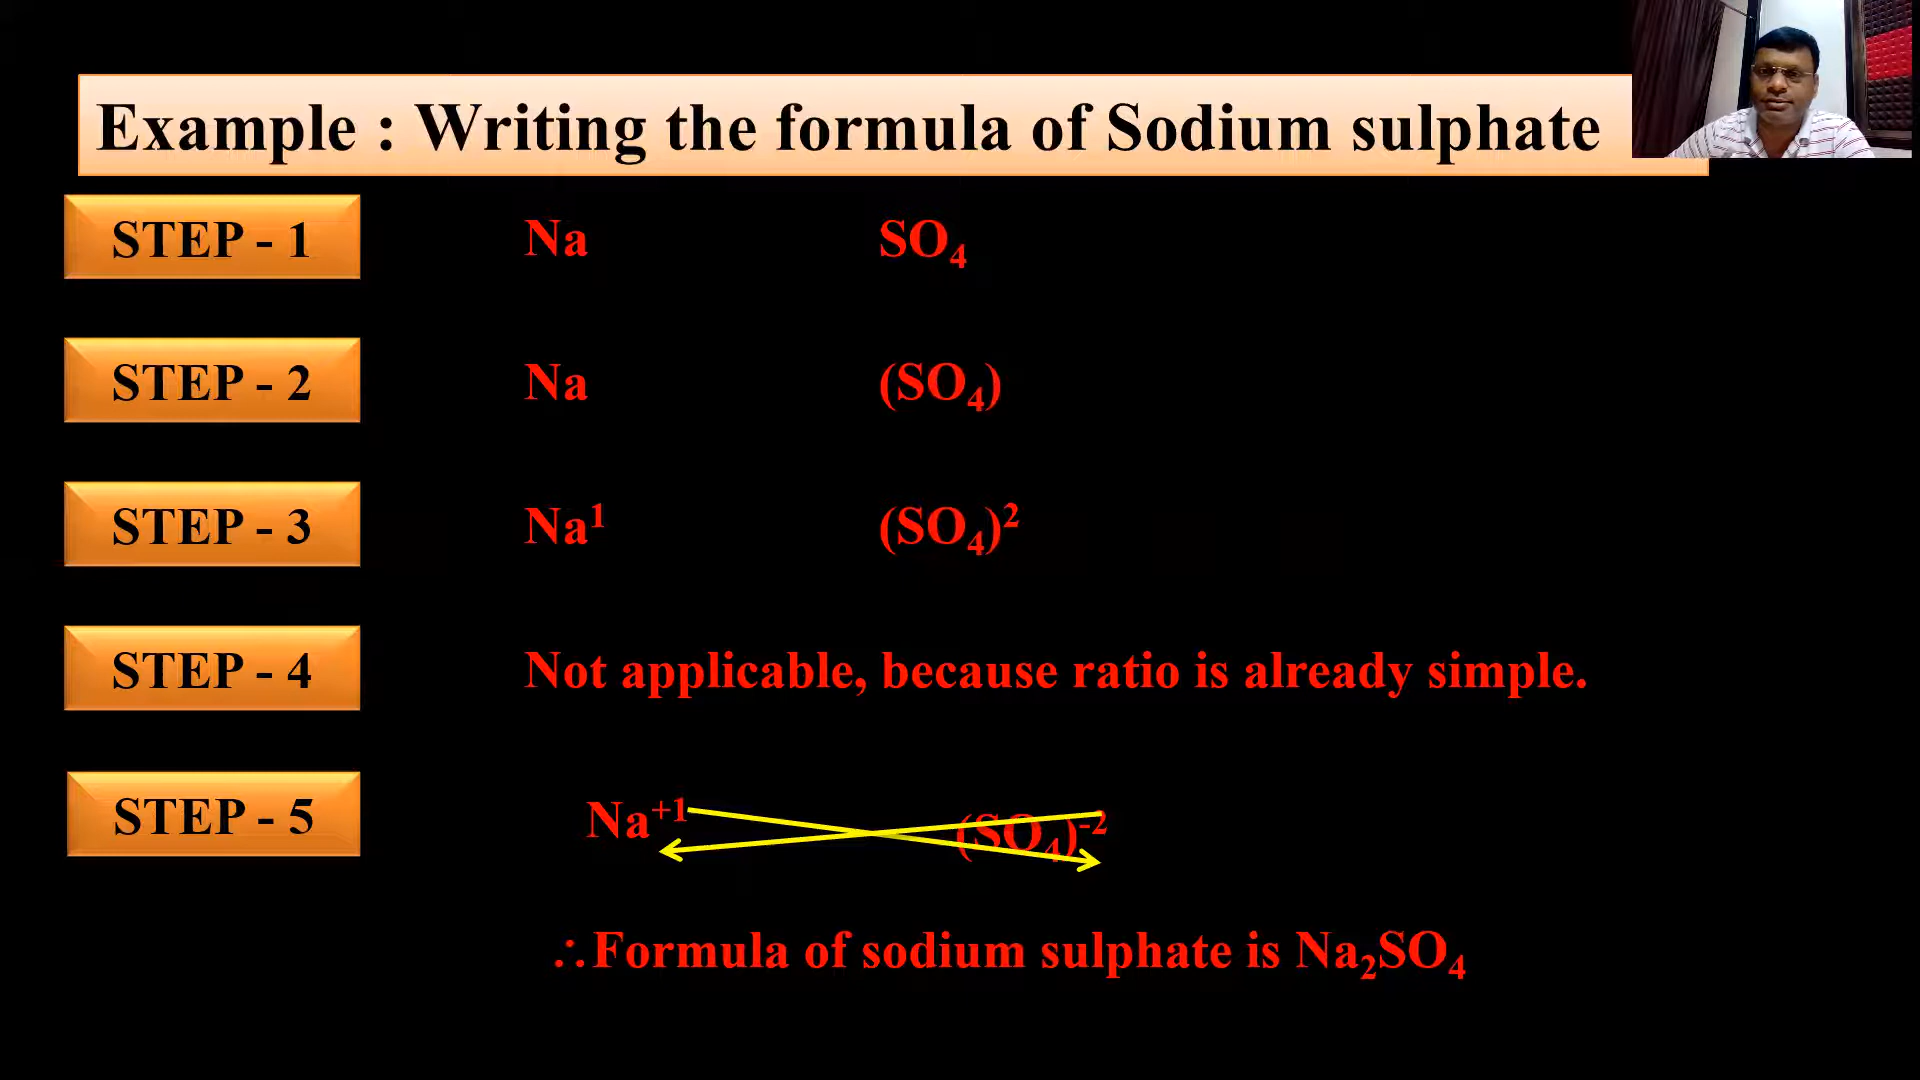 Example : Writing the formula of Sodium sulphate
STEP - 1 Na SO₄
STEP - 2 Na (SO₄)
STEP - 3 Na¹ (SO₄)²
STEP - 4 Not applicable, because ratio is already simple.
STEP - 5 Na⁺¹ (SO₄)⁻²
∴Formula of sodium sulphate is Na₂SO₄